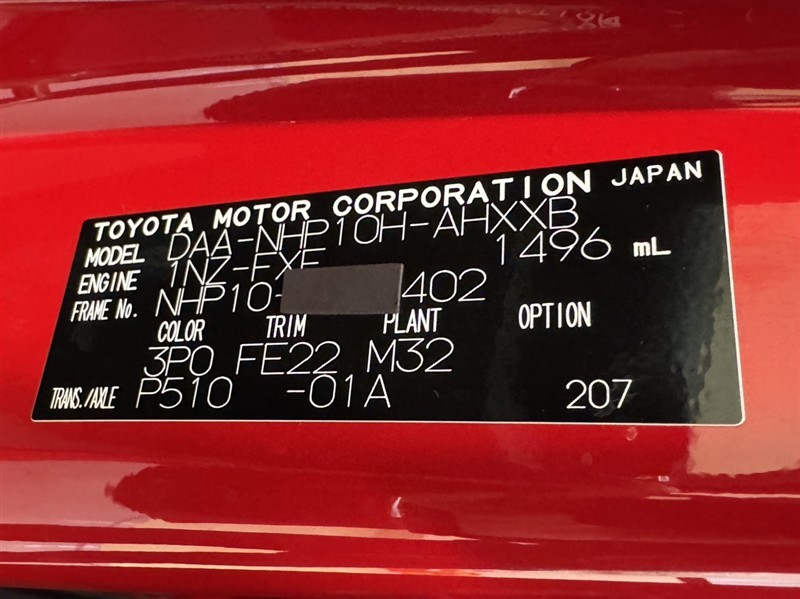 TOYOTA MOTOR CORPORATION JAPAN
MODEL DAA-NHP10H-AHXXB
ENGINE 1NZ-FXE 1496 mL
FRAME No. NHP10- 402
COLOR TRIM PLANT OPTION
3P0 FE22 M32
TRANS./AXLE P510 -01A 207